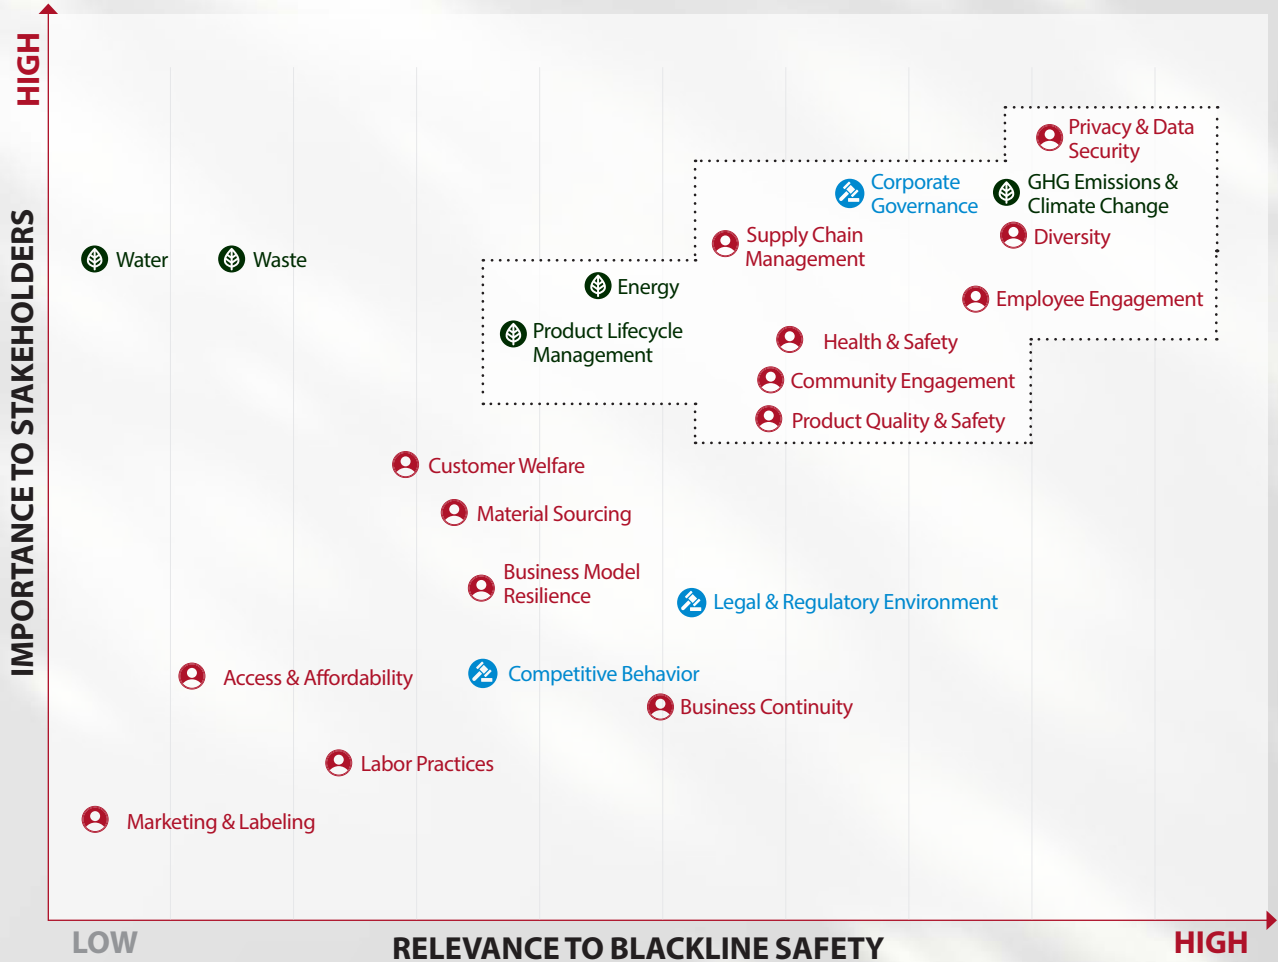 HIGH
IMPORTANCE TO STAKEHOLDERS
Privacy & Data
Security
Corporate
Governance
GHG Emissions &
Climate Change
Supply Chain
Management
Diversity
Water
Waste
Energy
Employee Engagement
Product Lifecycle
Management
Health & Safety
Community Engagement
Product Quality & Safety
Customer Welfare
Material Sourcing
Business Model
Resilience
Legal & Regulatory Environment
Access & Affordability
Competitive Behavior
Business Continuity
Labor Practices
Marketing & Labeling
LOW
RELEVANCE TO BLACKLINE SAFETY
HIGH